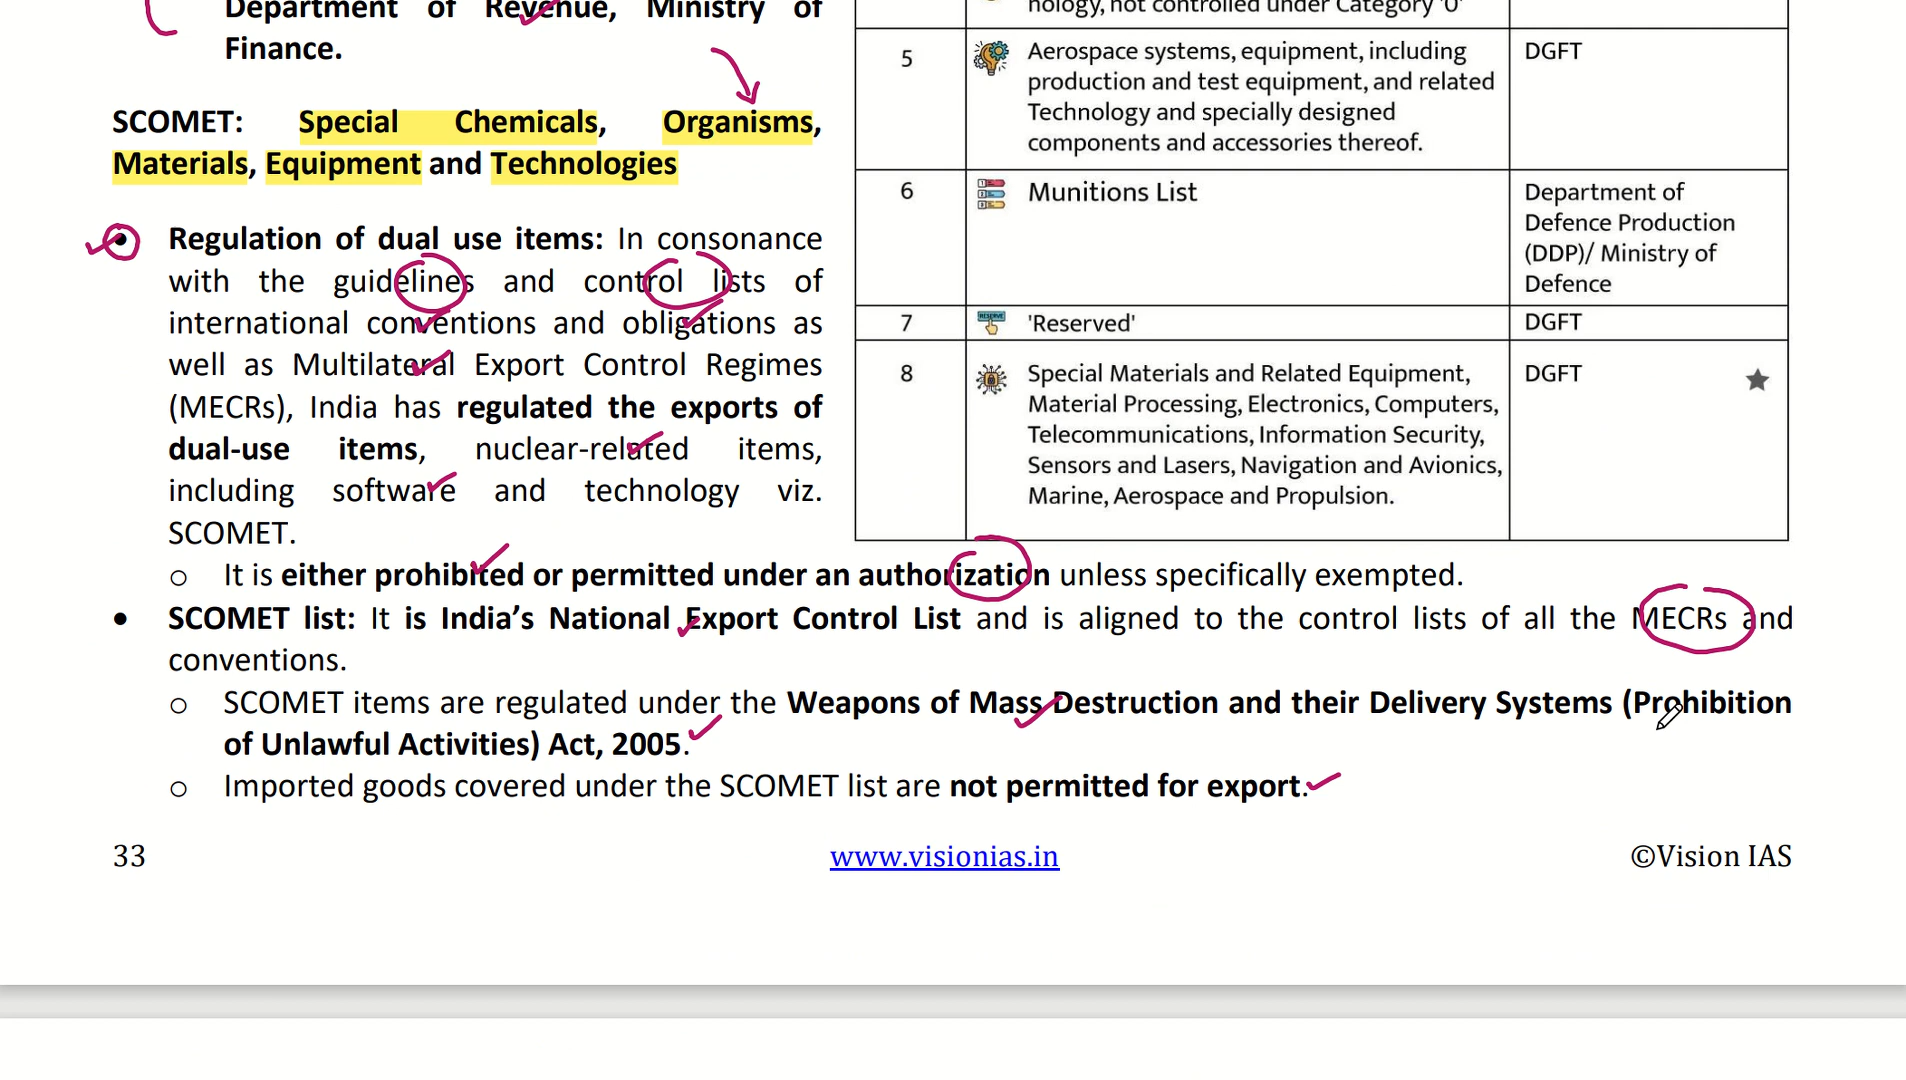 Department of Revenue, Ministry of
Finance.
SCOMET: Special Chemicals, Organisms,
Materials, Equipment and Technologies
• Regulation of dual use items: In consonance
with the guidelines and control lists of
international conventions and obligations as
well as Multilateral Export Control Regimes
(MECRs), India has regulated the exports of
dual-use items, nuclear-related items,
including software and technology viz.
SCOMET.
nology, not controlled under Category '0'
5 Aerospace systems, equipment, including DGFT
production and test equipment, and related
Technology and specially designed
components and accessories thereof.
6 Munitions List Department of
Defence Production
(DDP)/ Ministry of
Defence
7 RESERVE 'Reserved' DGFT
8 Special Materials and Related Equipment, DGFT
Material Processing, Electronics, Computers,
Telecommunications, Information Security,
Sensors and Lasers, Navigation and Avionics,
Marine, Aerospace and Propulsion.
o It is either prohibited or permitted under an authorization unless specifically exempted.
• SCOMET list: It is India’s National Export Control List and is aligned to the control lists of all the MECRs and
conventions.
o SCOMET items are regulated under the Weapons of Mass Destruction and their Delivery Systems (Prohibition
of Unlawful Activities) Act, 2005.
o Imported goods covered under the SCOMET list are not permitted for export.
33 www.visionias.in ©Vision IAS